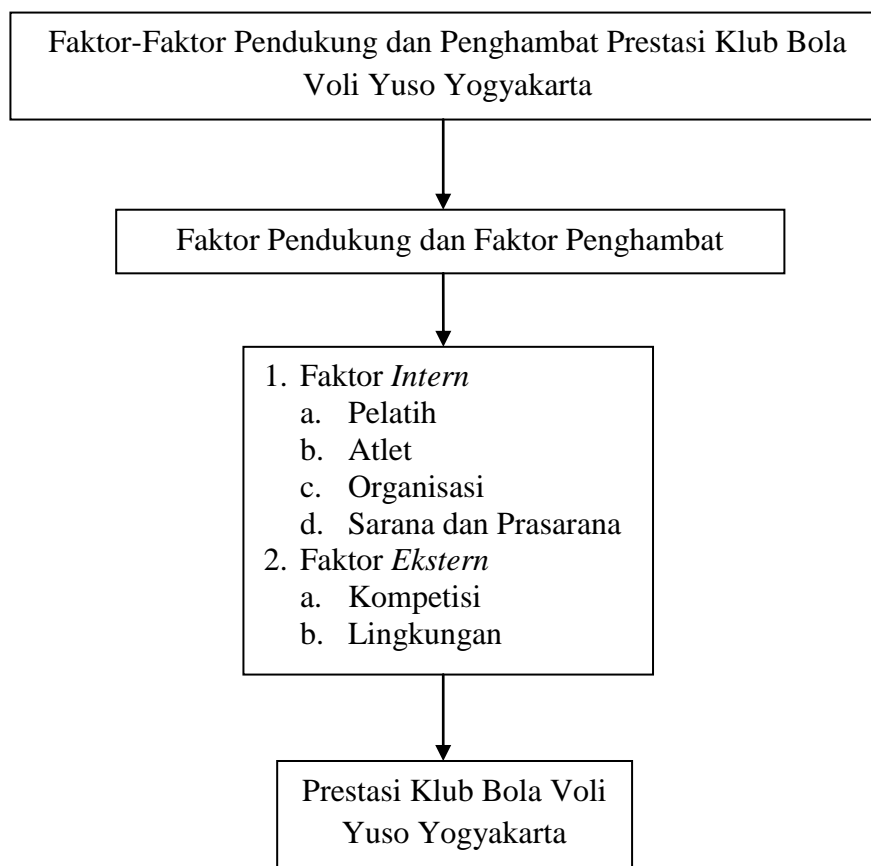 Faktor-Faktor Pendukung dan Penghambat Prestasi Klub Bola
Voli Yuso Yogyakarta
Faktor Pendukung dan Faktor Penghambat
1. Faktor Intern
a. Pelatih
b. Atlet
c. Organisasi
d. Sarana dan Prasarana
2. Faktor Ekstern
a. Kompetisi
b. Lingkungan
Prestasi Klub Bola Voli
Yuso Yogyakarta